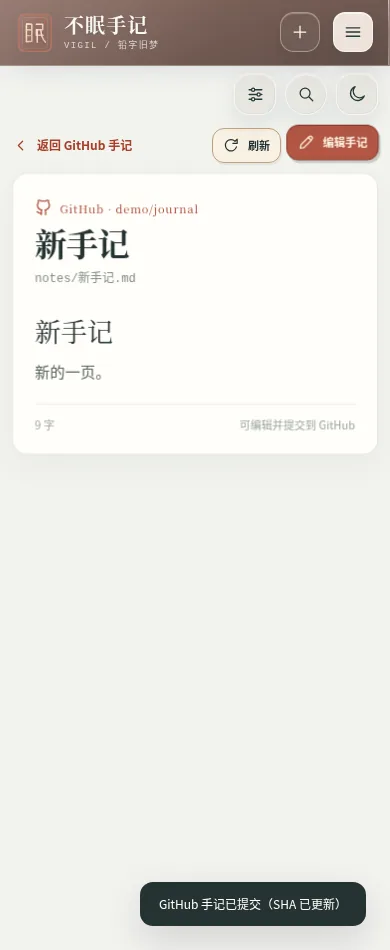 不眠手记
VIGIL / 铅字旧梦
返回 GitHub 手记
刷新
编辑手记
GitHub · demo/journal
新手记
notes/新手记.md
新手记
新的一页。
9 字
可编辑并提交到 GitHub
GitHub 手记已提交（SHA 已更新）